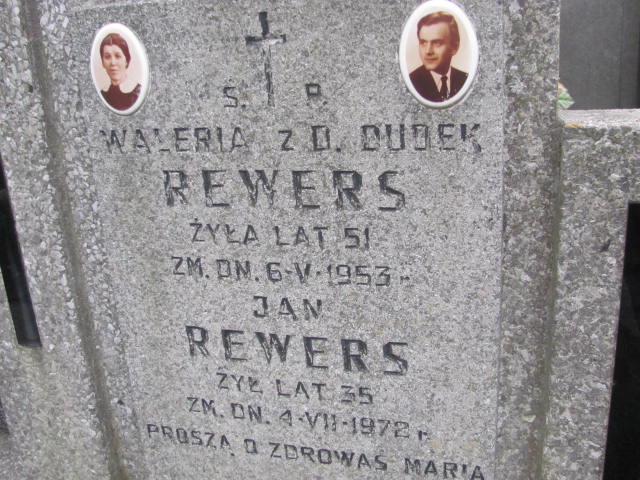 Ś. P.
WALERIA Z D. DUDEK
REWERS
ŻYŁA LAT 51
ZM. DN. 6-V-1953 r.
JAN
REWERS
ŻYŁ LAT 35
ZM. DN. 4-VII-1972 r.
PROSZĄ O ZDROWAŚ MARIA